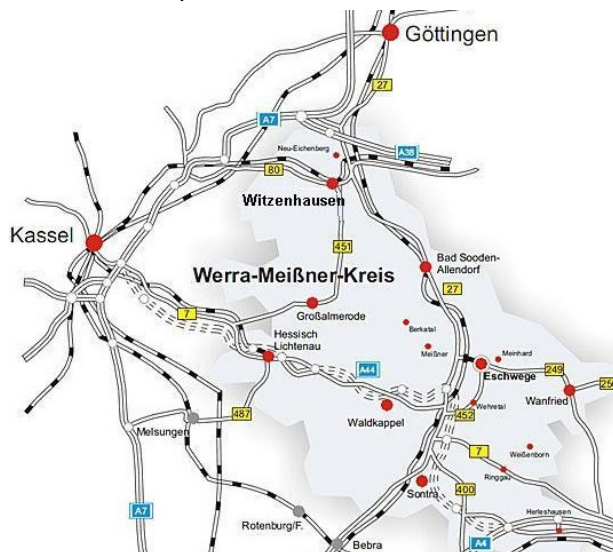 Göttingen
27
A7
Neu-Eichenberg
A38
80
Witzenhausen
Kassel
451
Bad Sooden-
Allendorf
Werra-Meißner-Kreis
27
7
Großalmerode
Berkatal
Hessisch
Lichtenau
Meißner
Meinhard
A44
Eschwege
249
Wanfried
487
Waldkappel
452
Wehretal
Melsungen
7
Weißenborn
Ringgau
Sontra
400
A7
Rotenburg/F.
Herleshausen
Bebra
A4